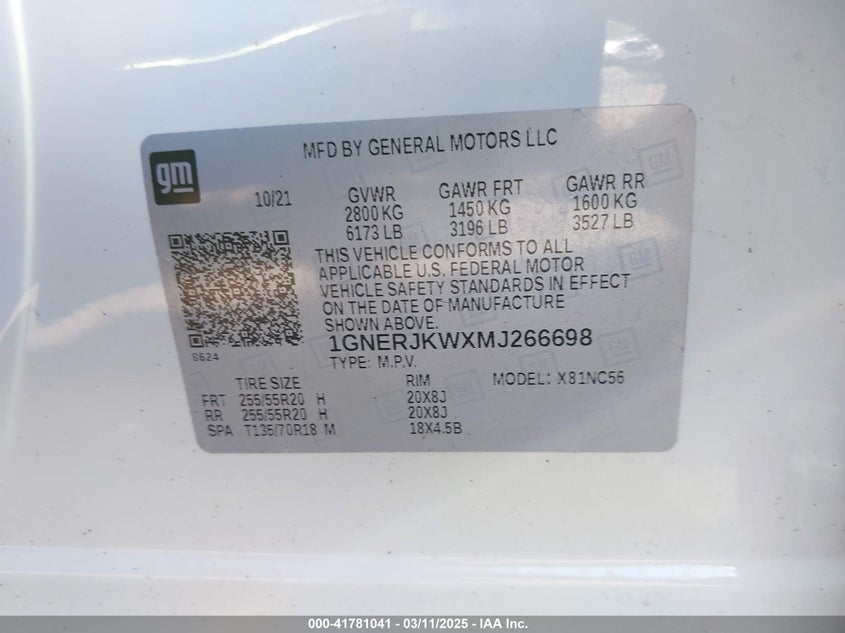 gm
MFD BY GENERAL MOTORS LLC
10/21
GVWR
2800 KG
6173 LB
GAWR FRT
1450 KG
3196 LB
GAWR RR
1600 KG
3527 LB
THIS VEHICLE CONFORMS TO ALL
APPLICABLE U.S. FEDERAL MOTOR
VEHICLE SAFETY STANDARDS IN EFFECT
ON THE DATE OF MANUFACTURE
SHOWN ABOVE.
8624
1GNERJKWXMJ266698
TYPE: M.P.V.
TIRE SIZE RIM MODEL: X81NC56
FRT 255/55R20 H 20X8J
RR 255/55R20 H 20X8J
SPA T135/70R18 M 18X4.5B
000-41781041 - 03/11/2025 - IAA Inc.